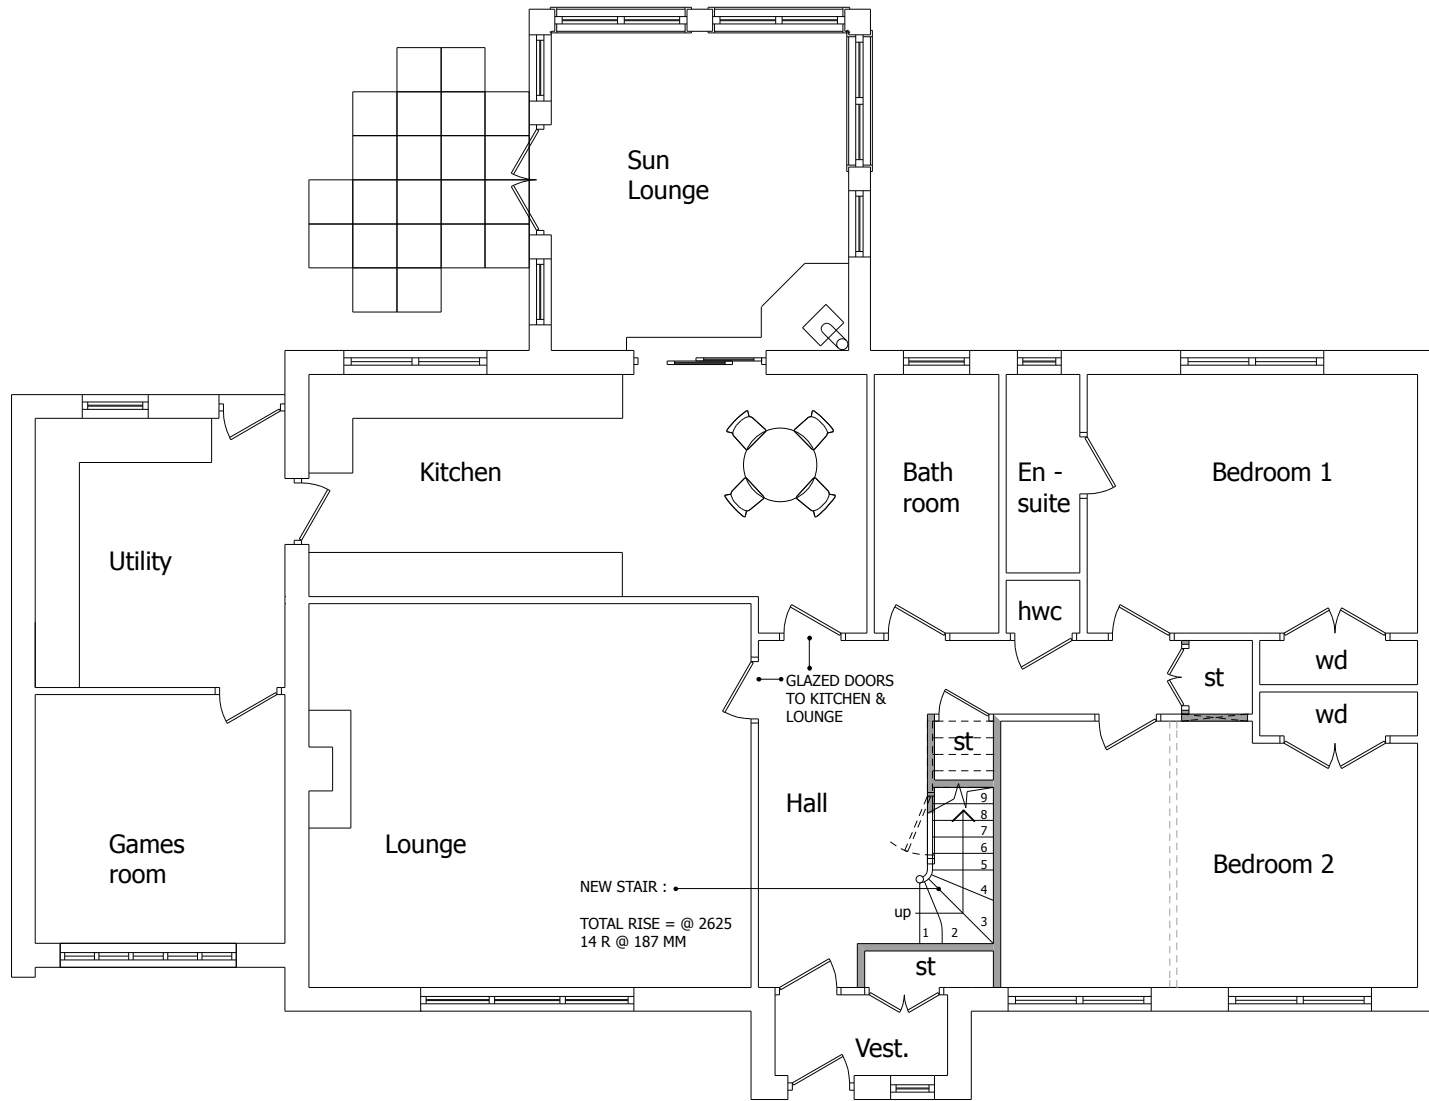 Sun
Lounge
Kitchen
Bath
room
En -
suite
Bedroom 1
Utility
hwc
wd
st
GLAZED DOORS
TO KITCHEN &
LOUNGE
wd
st
Hall
9
8
7
6
5
4
3
2
1
up
Games
room
Lounge
Bedroom 2
NEW STAIR :
TOTAL RISE = @ 2625
14 R @ 187 MM
st
Vest.